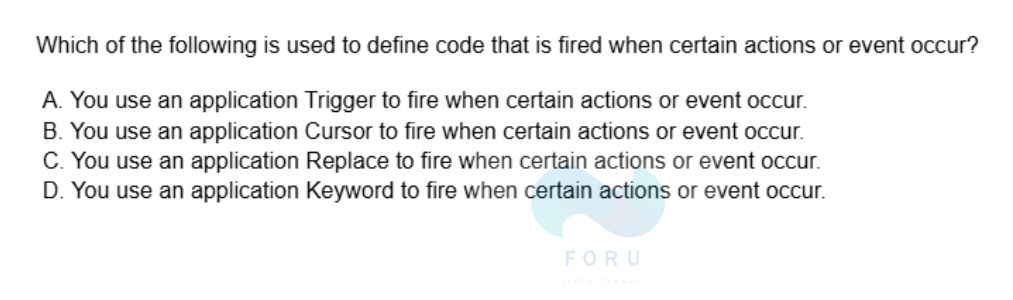 Which of the following is used to define code that is fired when certain actions or event occur?
A. You use an application Trigger to fire when certain actions or event occur.
B. You use an application Cursor to fire when certain actions or event occur.
C. You use an application Replace to fire when certain actions or event occur.
D. You use an application Keyword to fire when certain actions or event occur.
FORU
LEARN TO KNOW